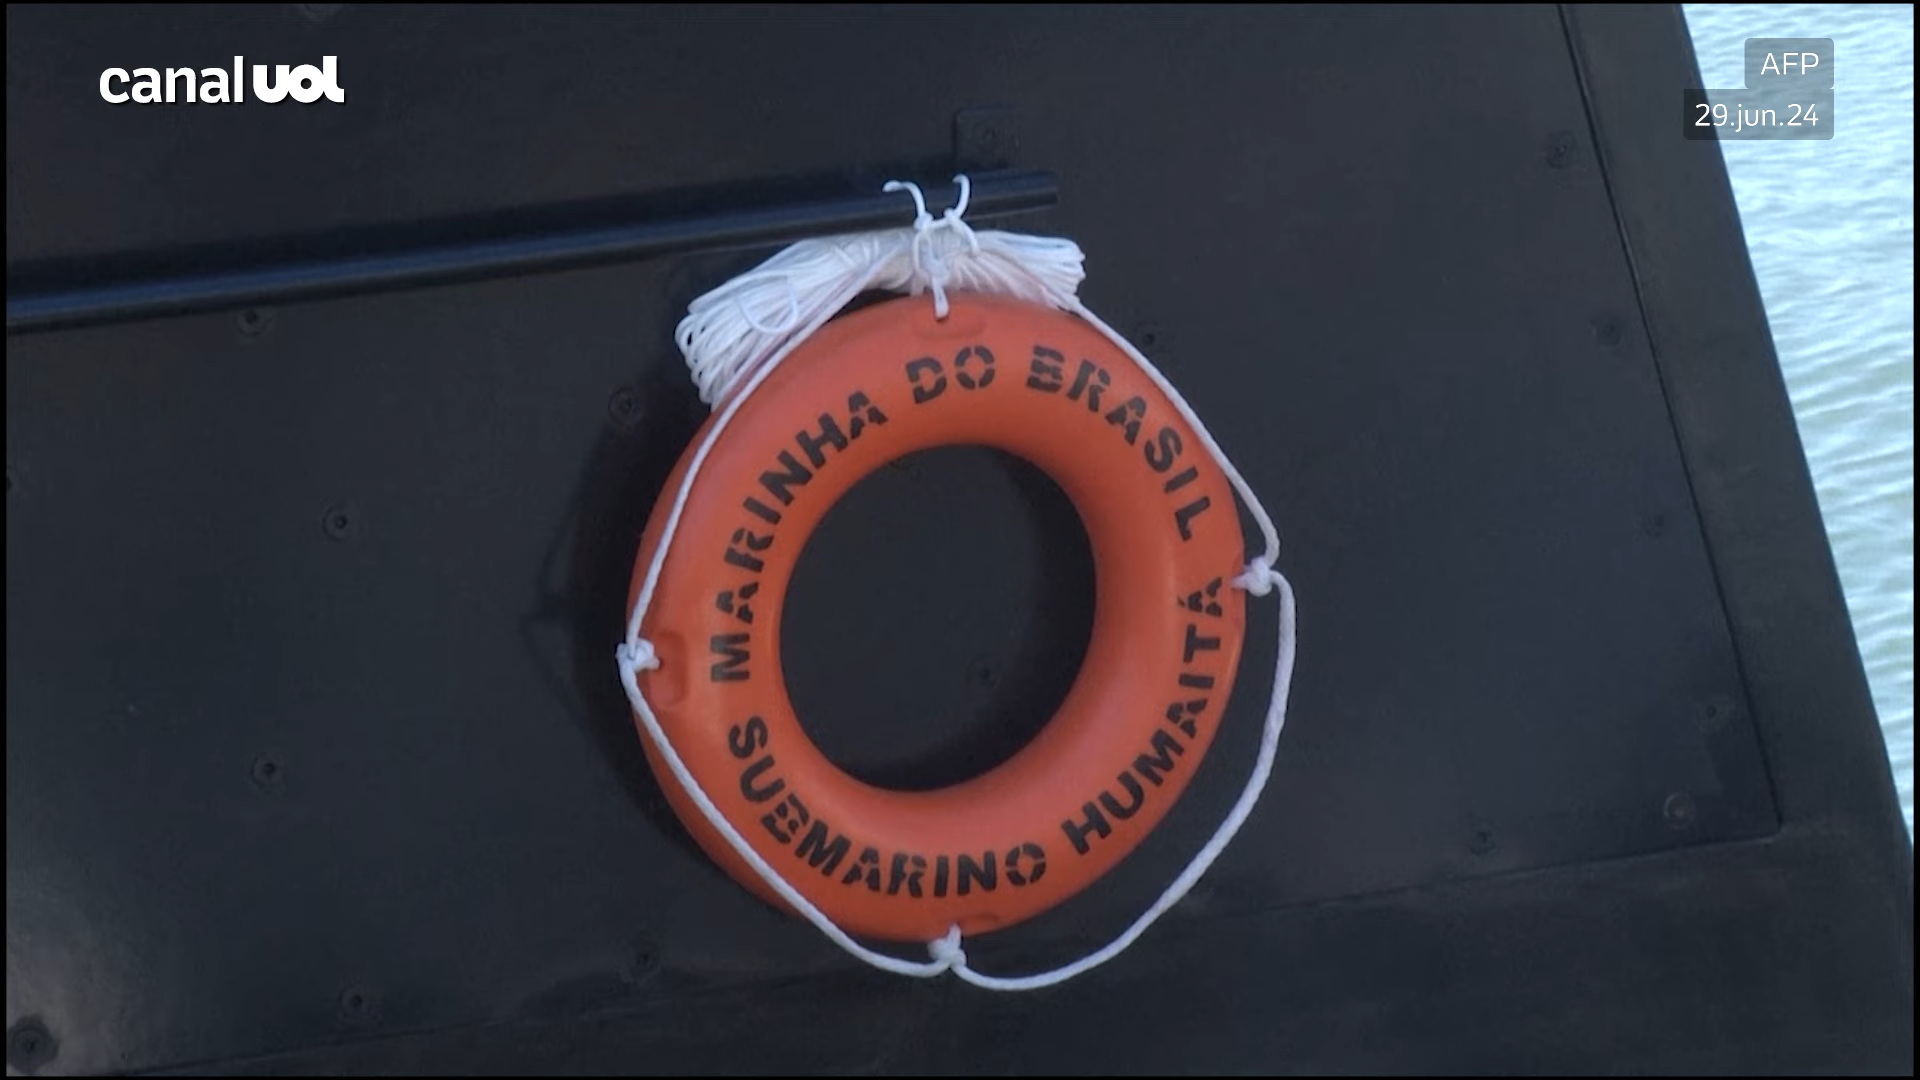 canal uol
AFP
29.jun.24
MARINHA DO BRASIL
SUBMARINO HUMAITÁ